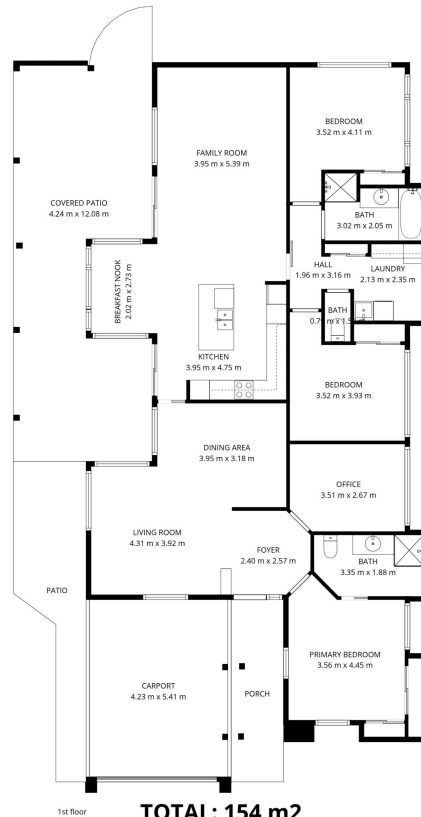 BEDROOM
3.52 m x 4.11 m
FAMILY ROOM
3.95 m x 5.39 m
COVERED PATIO
4.24 m x 12.08 m
BATH
3.02 m x 2.05 m
BREAKFAST NOOK
2.02 m x 2.73 m
HALL
1.96 m x 3.16 m
LAUNDRY
2.13 m x 2.35 m
BATH
KITCHEN
3.95 m x 4.75 m
BEDROOM
3.52 m x 3.93 m
DINING AREA
3.95 m x 3.18 m
OFFICE
3.51 m x 2.67 m
LIVING ROOM
4.31 m x 3.92 m
FOYER
2.40 m x 2.57 m
BATH
3.35 m x 1.88 m
PATIO
PRIMARY BEDROOM
3.56 m x 4.45 m
CARPORT
4.23 m x 5.41 m
PORCH
1st floor
TOTAL: 154 m2